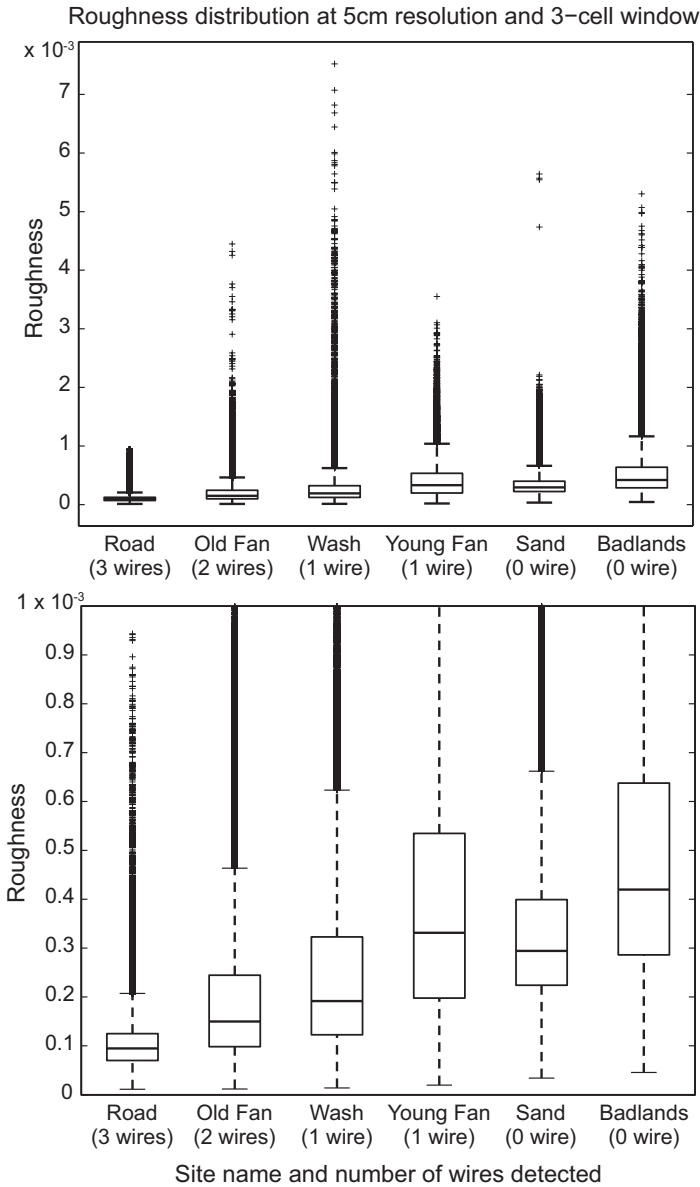 Roughness distribution at 5cm resolution and 3−cell window
x 10-3
7
6
5
4
3
2
1
0
Roughness
Road Old Fan Wash Young Fan Sand Badlands
(3 wires) (2 wires) (1 wire) (1 wire) (0 wire) (0 wire)
1 x 10-3
0.9
0.8
0.7
0.6
0.5
0.4
0.3
0.2
0.1
0
Roughness
Road Old Fan Wash Young Fan Sand Badlands
(3 wires) (2 wires) (1 wire) (1 wire) (0 wire) (0 wire)
Site name and number of wires detected